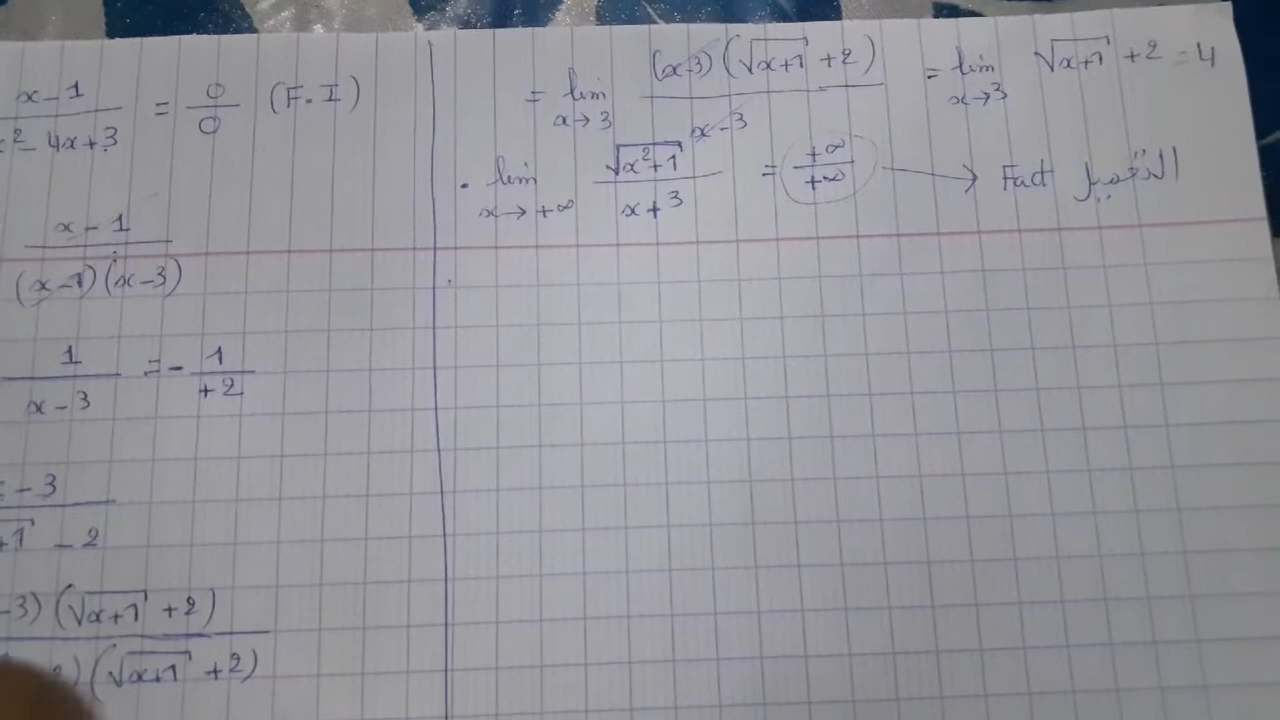 x-1 / x²-4x+3 = 0/0 (F.I)
x-1 / (x-1)(x-3)
1 / x-3 = - 1/+2
x-3 / √x+1 - 2
x-3)(√x+1 +2) / 2)(√x+1 +2)
= lim x→3 (x-3)(√x+1 +2) / x-3 = lim x→3 √x+1 +2 = 4
. lim x→+∞ √x²+1 / x+3 = +∞/+∞ → Fact